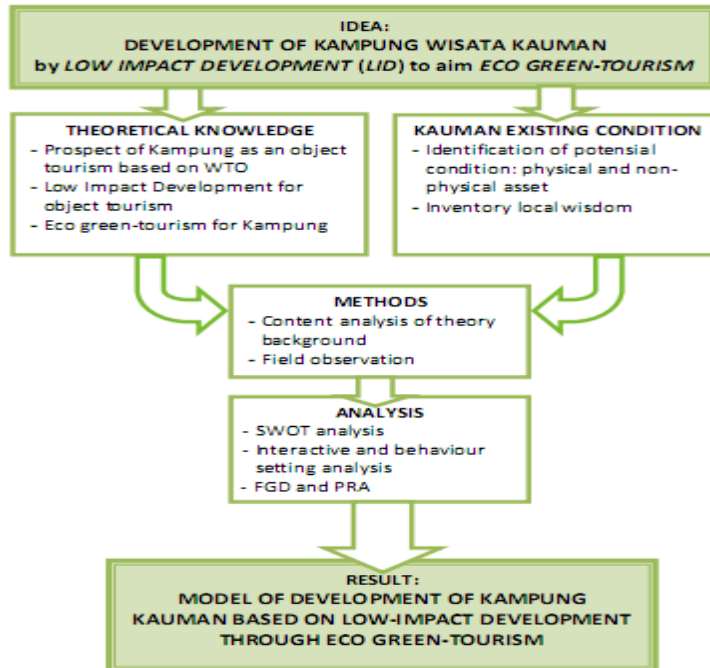 IDEA:
DEVELOPMENT OF KAMPUNG WISATA KAUMAN
by LOW IMPACT DEVELOPMENT (LID) to aim ECO GREEN-TOURISM
THEORETICAL KNOWLEDGE
- Prospect of Kampung as an object
tourism based on WTO
- Low Impact Development for
object tourism
- Eco green-tourism for Kampung
KAUMAN EXISTING CONDITION
- Identification of potensial
condition: physical and non-
physical asset
- Inventory local wisdom
METHODS
- Content analysis of theory
background
- Field observation
ANALYSIS
- SWOT analysis
- Interactive and behaviour
setting analysis
- FGD and PRA
RESULT:
MODEL OF DEVELOPMENT OF KAMPUNG
KAUMAN BASED ON LOW-IMPACT DEVELOPMENT
THROUGH ECO GREEN-TOURISM